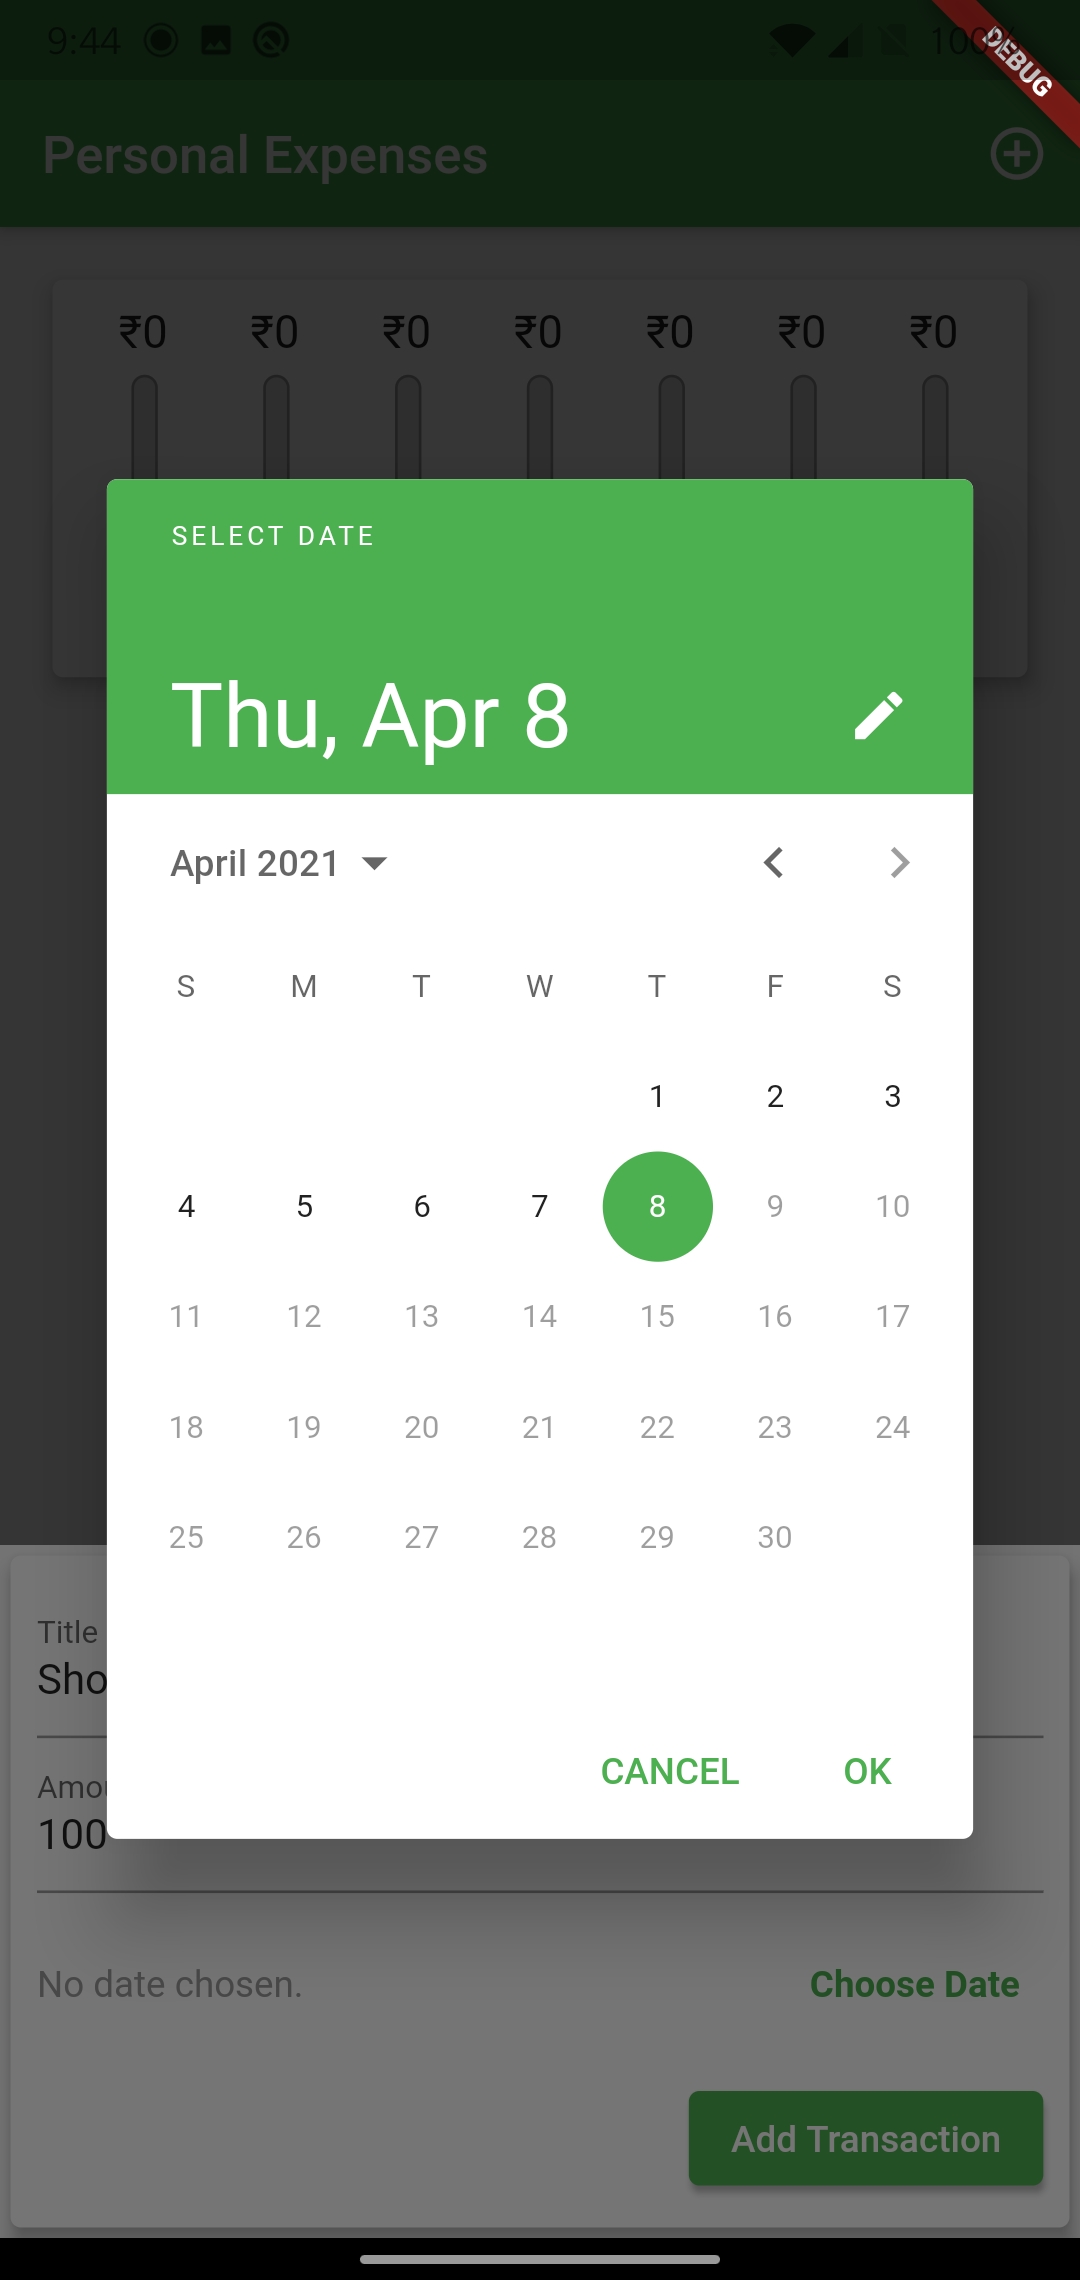 9:44 100%
DEBUG
Personal Expenses
₹0 ₹0 ₹0 ₹0 ₹0 ₹0 ₹0
SELECT DATE
Thu, Apr 8
April 2021
S M T W T F S
1 2 3
4 5 6 7 8 9 10
11 12 13 14 15 16 17
18 19 20 21 22 23 24
25 26 27 28 29 30
Title
Sho
CANCEL OK
Amou
100
No date chosen. Choose Date
Add Transaction